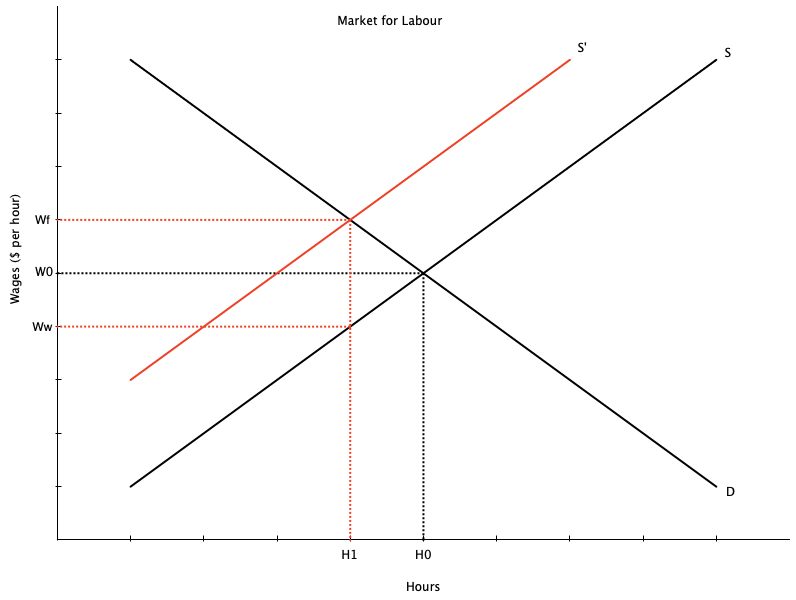 Market for Labour
S'
S
Wf
W0
Ww
Wages ($ per hour)
D
H1
H0
Hours